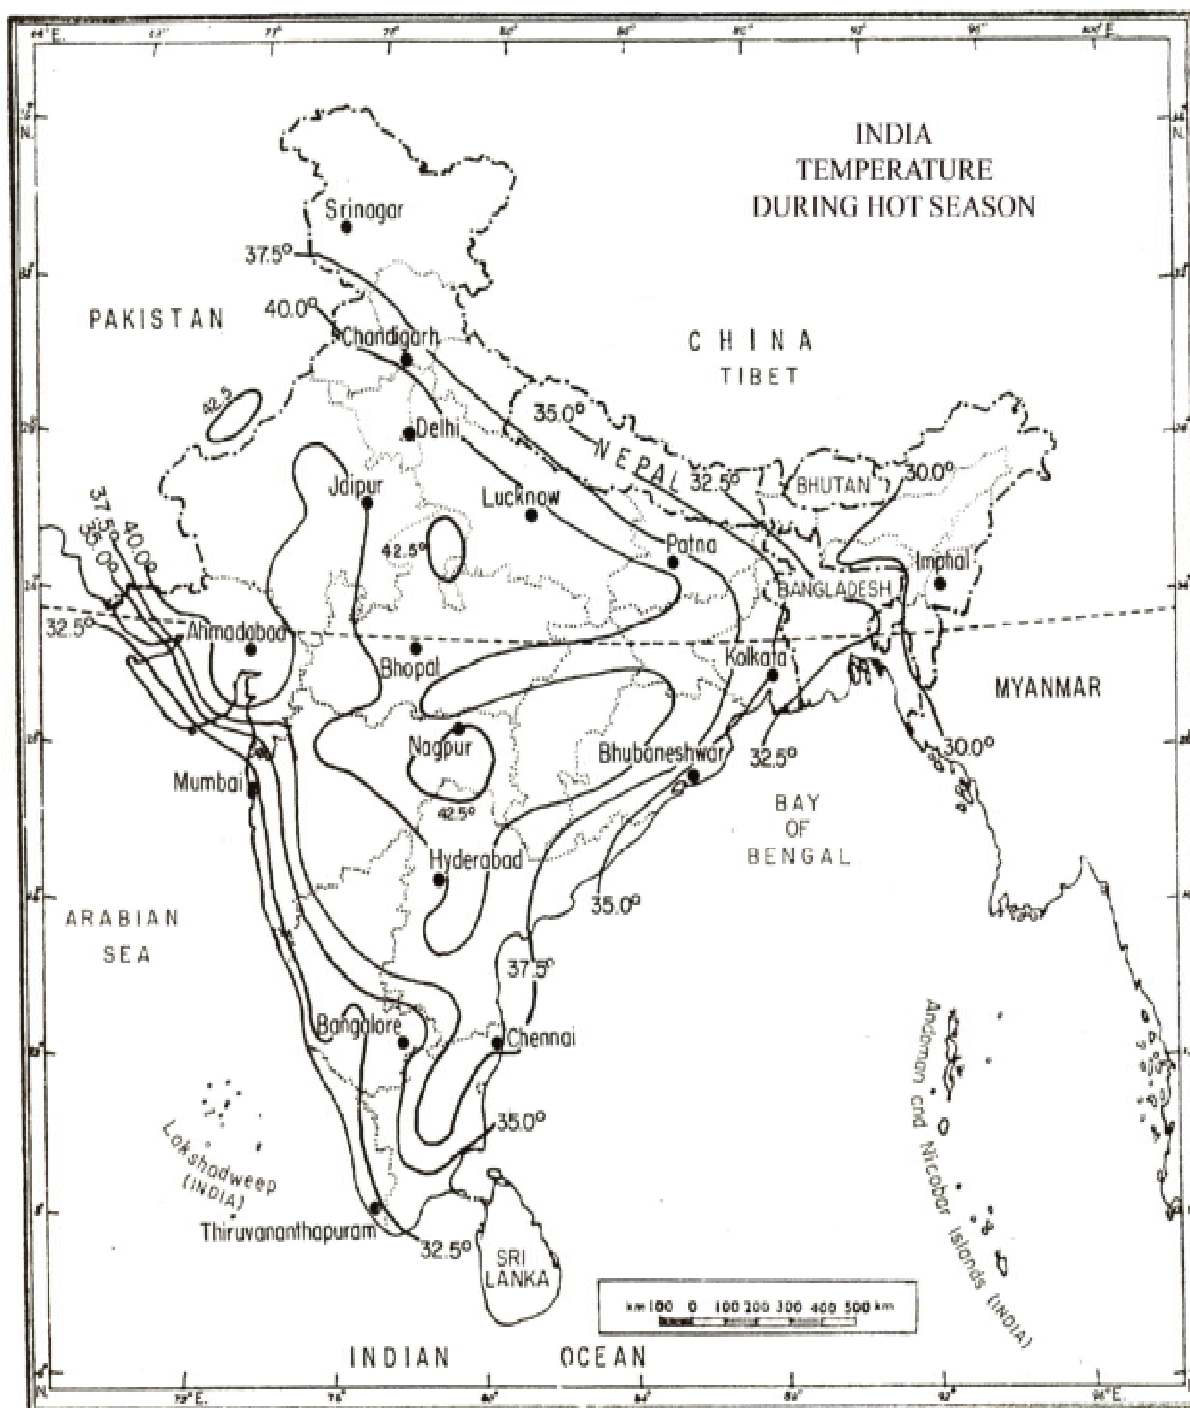 INDIA
TEMPERATURE
DURING HOT SEASON
Srinagar
37.5°
40.0°
PAKISTAN
Chandigarh
CHINA
TIBET
42.5
35.0°
Delhi
NEPAL
32.5°
BHUTAN
30.0°
Jaipur
Lucknow
37.5°
35.0°
40.0°
42.5°
Patna
Imphal
BANGLADESH
32.5°
Ahmadabad
Bhopal
Kolkata
MYANMAR
Nagpur
Bhubaneshwar
32.5°
30.0°
Mumbai
42.5°
BAY
OF
BENGAL
Hyderabad
35.0°
ARABIAN
SEA
37.5°
Bangalore
Chennai
Andaman and Nicobar Islands (INDIA)
35.0°
Lakshadweep
(INDIA)
Thiruvananthapuram
32.5°
SRI
LANKA
km 100 0 100 200 300 400 500 km
INDIAN OCEAN